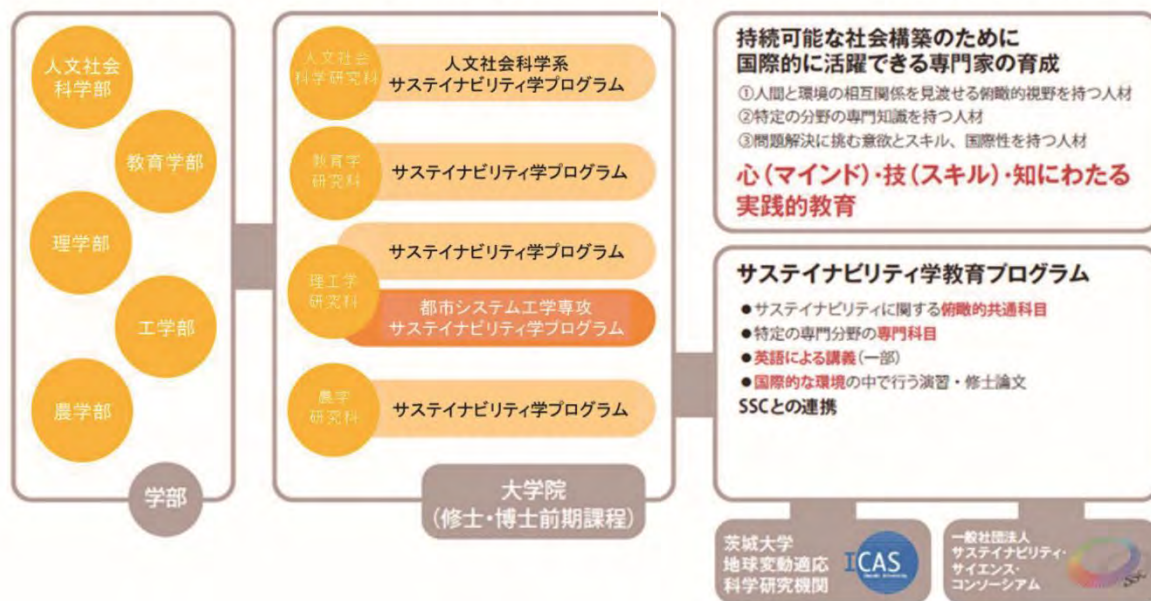 人文社会
科学部
教育学部
理学部
工学部
農学部
学部
人文社会
科学研究科
人文社会科学系
サステイナビリティ学プログラム
教育学
研究科
サステイナビリティ学プログラム
理工学
研究科
サステイナビリティ学プログラム
都市システム工学専攻
サステイナビリティ学プログラム
農学
研究科
サステイナビリティ学プログラム
大学院
(修士・博士前期課程)
持続可能な社会構築のために
国際的に活躍できる専門家の育成
①人間と環境の相互関係を見渡せる俯瞰的視野を持つ人材
②特定の分野の専門知識を持つ人材
③問題解決に挑む意欲とスキル、国際性を持つ人材
心(マインド)・技(スキル)・知にわたる
実践的教育
サステイナビリティ学教育プログラム
●サステイナビリティに関する俯瞰的共通科目
●特定の専門分野の専門科目
●英語による講義(一部)
●国際的な環境の中で行う演習・修士論文
SSCとの連携
茨城大学
地球変動適応
科学研究機関
ICAS
一般社団法人
サステイナビリティ・
サイエンス・
コンソーシアム
SSC